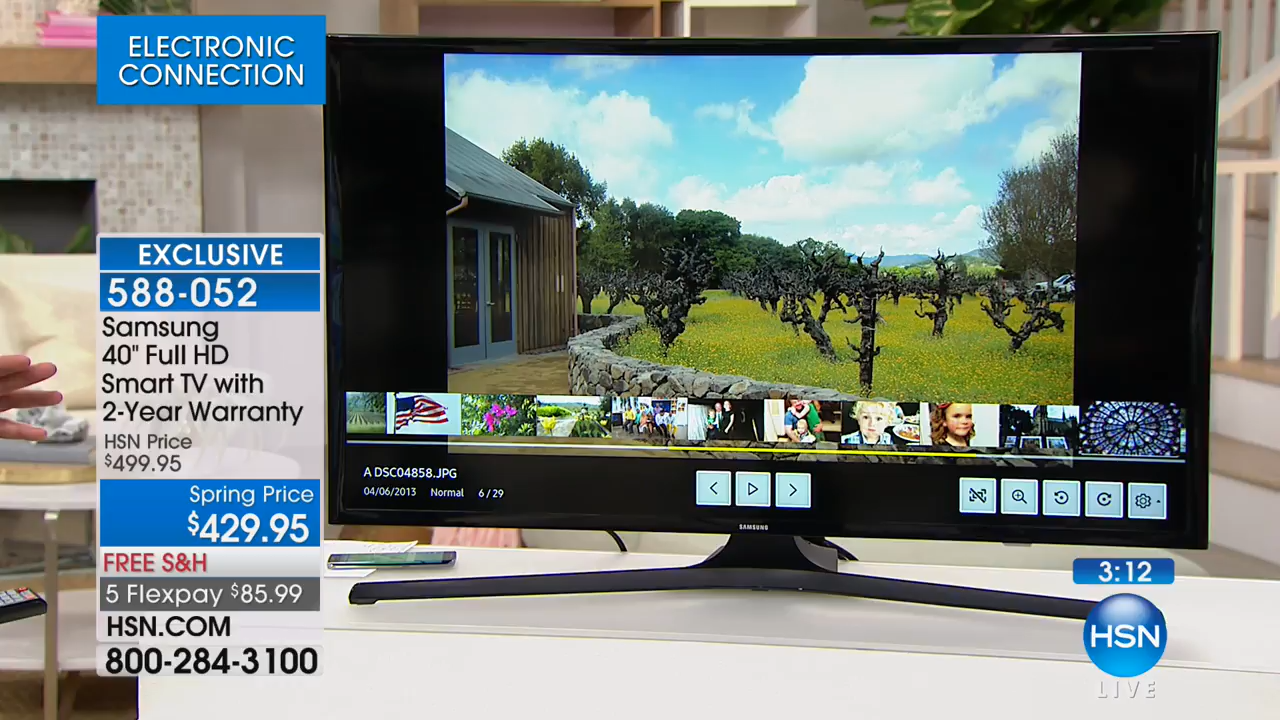 ELECTRONIC
CONNECTION
EXCLUSIVE
588-052
Samsung
40" Full HD
Smart TV with
2-Year Warranty
HSN Price
$499.95
Spring Price
$429.95
FREE S&H
5 Flexpay $85.99
HSN.COM
800-284-3100
A DSC04858.JPG
04/06/2013 Normal 6 / 29
SAMSUNG
3:12
HSN
LIVE